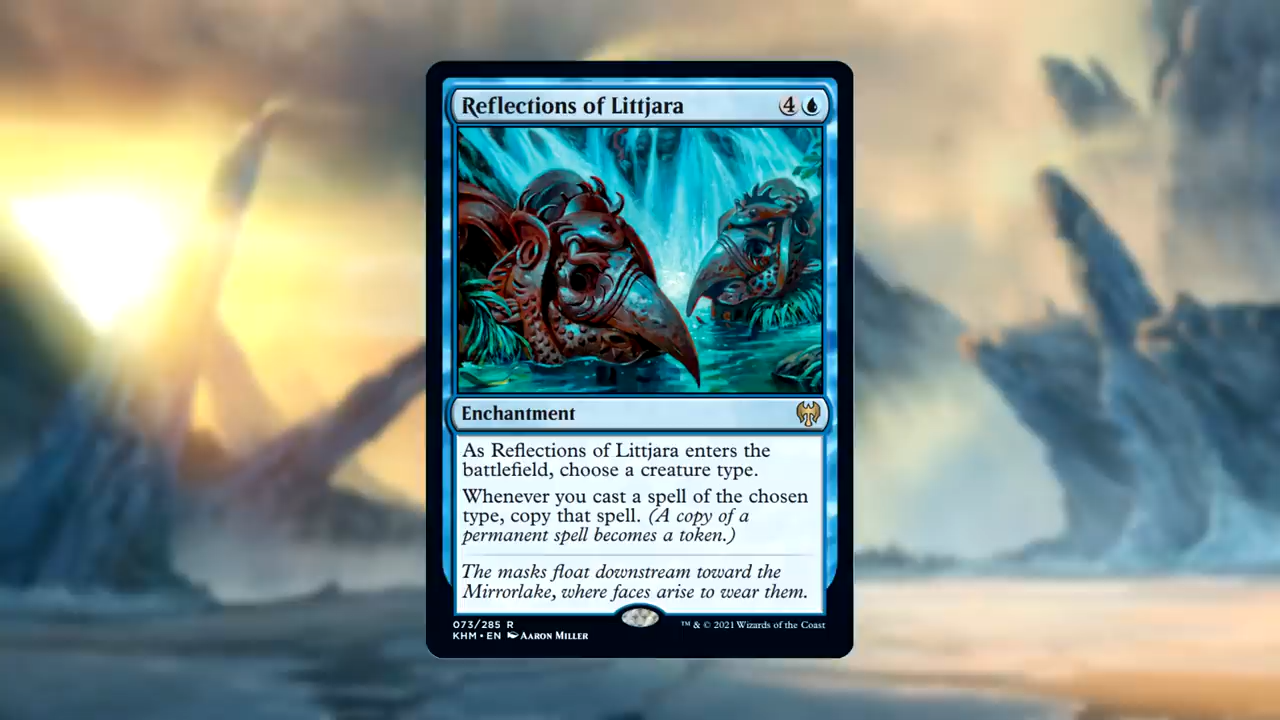 Reflections of Littjara 4
Enchantment
As Reflections of Littjara enters the
battlefield, choose a creature type.
Whenever you cast a spell of the chosen
type, copy that spell. (A copy of a
permanent spell becomes a token.)
The masks float downstream toward the
Mirrorlake, where faces arise to wear them.
073/285 R
KHM • EN AARON MILLER
™ & © 2021 Wizards of the Coast